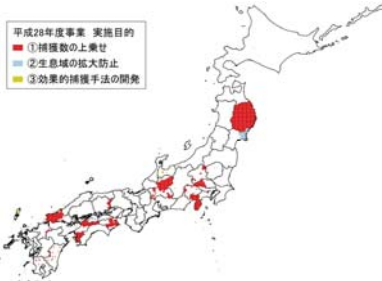 平成28年度事業 実施目的
①捕獲数の上乗せ
②生息域の拡大防止
③効果的捕獲手法の開発